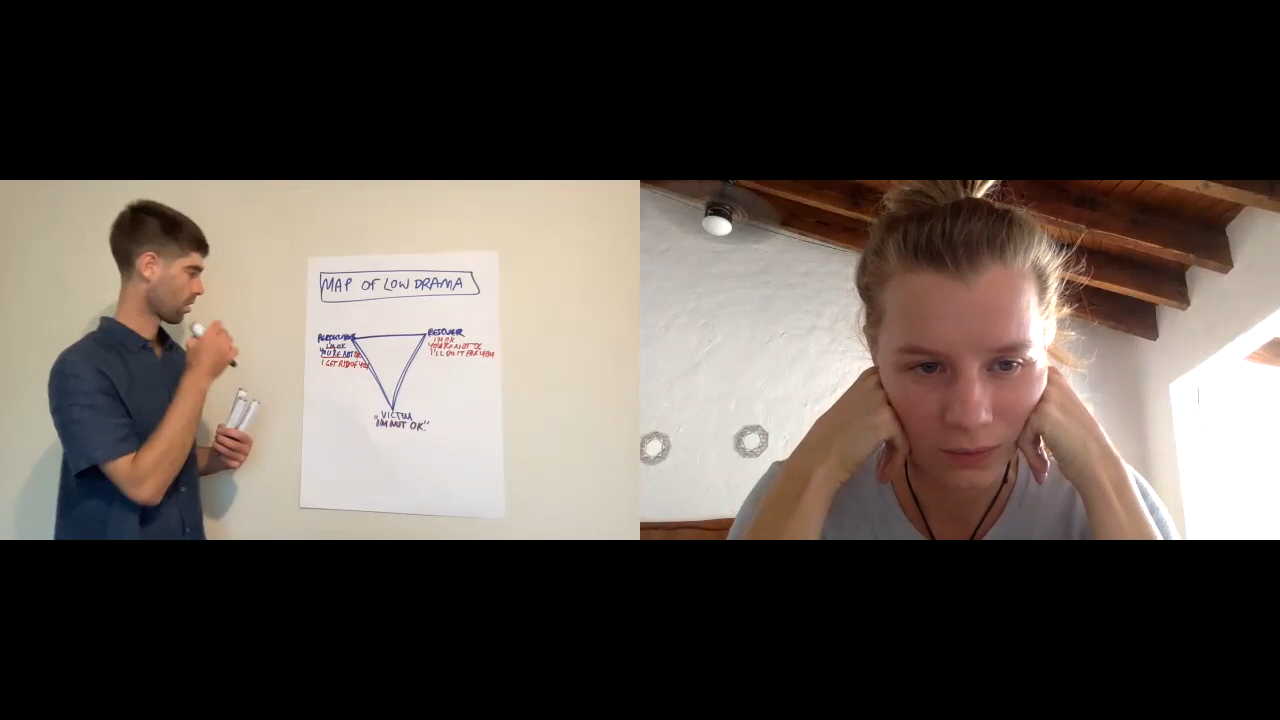 MAP OF LOW DRAMA
PERSECUTOR
I'M OK
YOU'RE NOT OK
I GET RID OF YOU
RESCUER
I'M OK
YOU ARE NOT OK
I'LL DO IT FOR YOU
VICTIM
"I'M NOT OK."